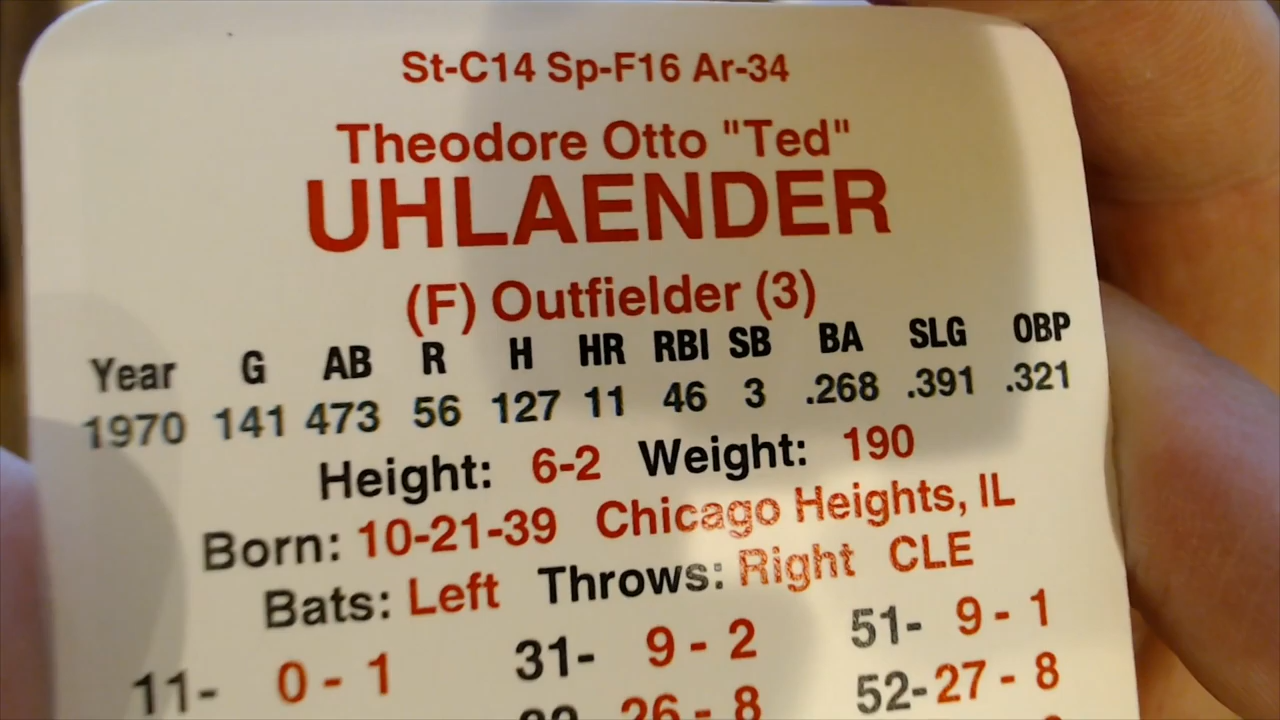 St-C14 Sp-F16 Ar-34
Theodore Otto "Ted"
UHLAENDER
(F) Outfielder (3)
Year G AB R H HR RBI SB BA SLG OBP
1970 141 473 56 127 11 46 3 .268 .391 .321
Height: 6-2 Weight: 190
Born: 10-21-39 Chicago Heights, IL
Bats: Left Throws: Right CLE
11- 0 - 1 31- 9 - 2 51- 9 - 1
26 - 8 52- 27 - 8